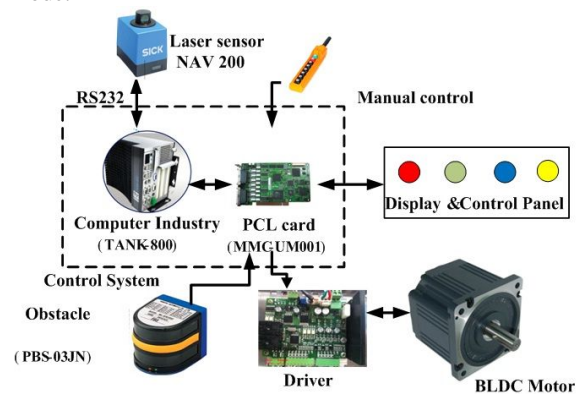 SICK
Laser sensor
NAV 200
RS232
Manual control
Computer Industry
(TANK-800)
PCL card
(MMC-UM001)
Display &Control Panel
Control System
Obstacle
(PBS-03JN)
Driver
BLDC Motor